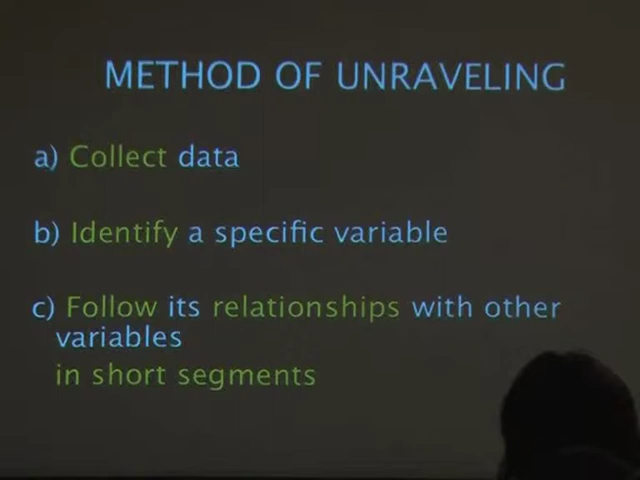 METHOD OF UNRAVELING
a) Collect data
b) Identify a specific variable
c) Follow its relationships with other
variables
in short segments